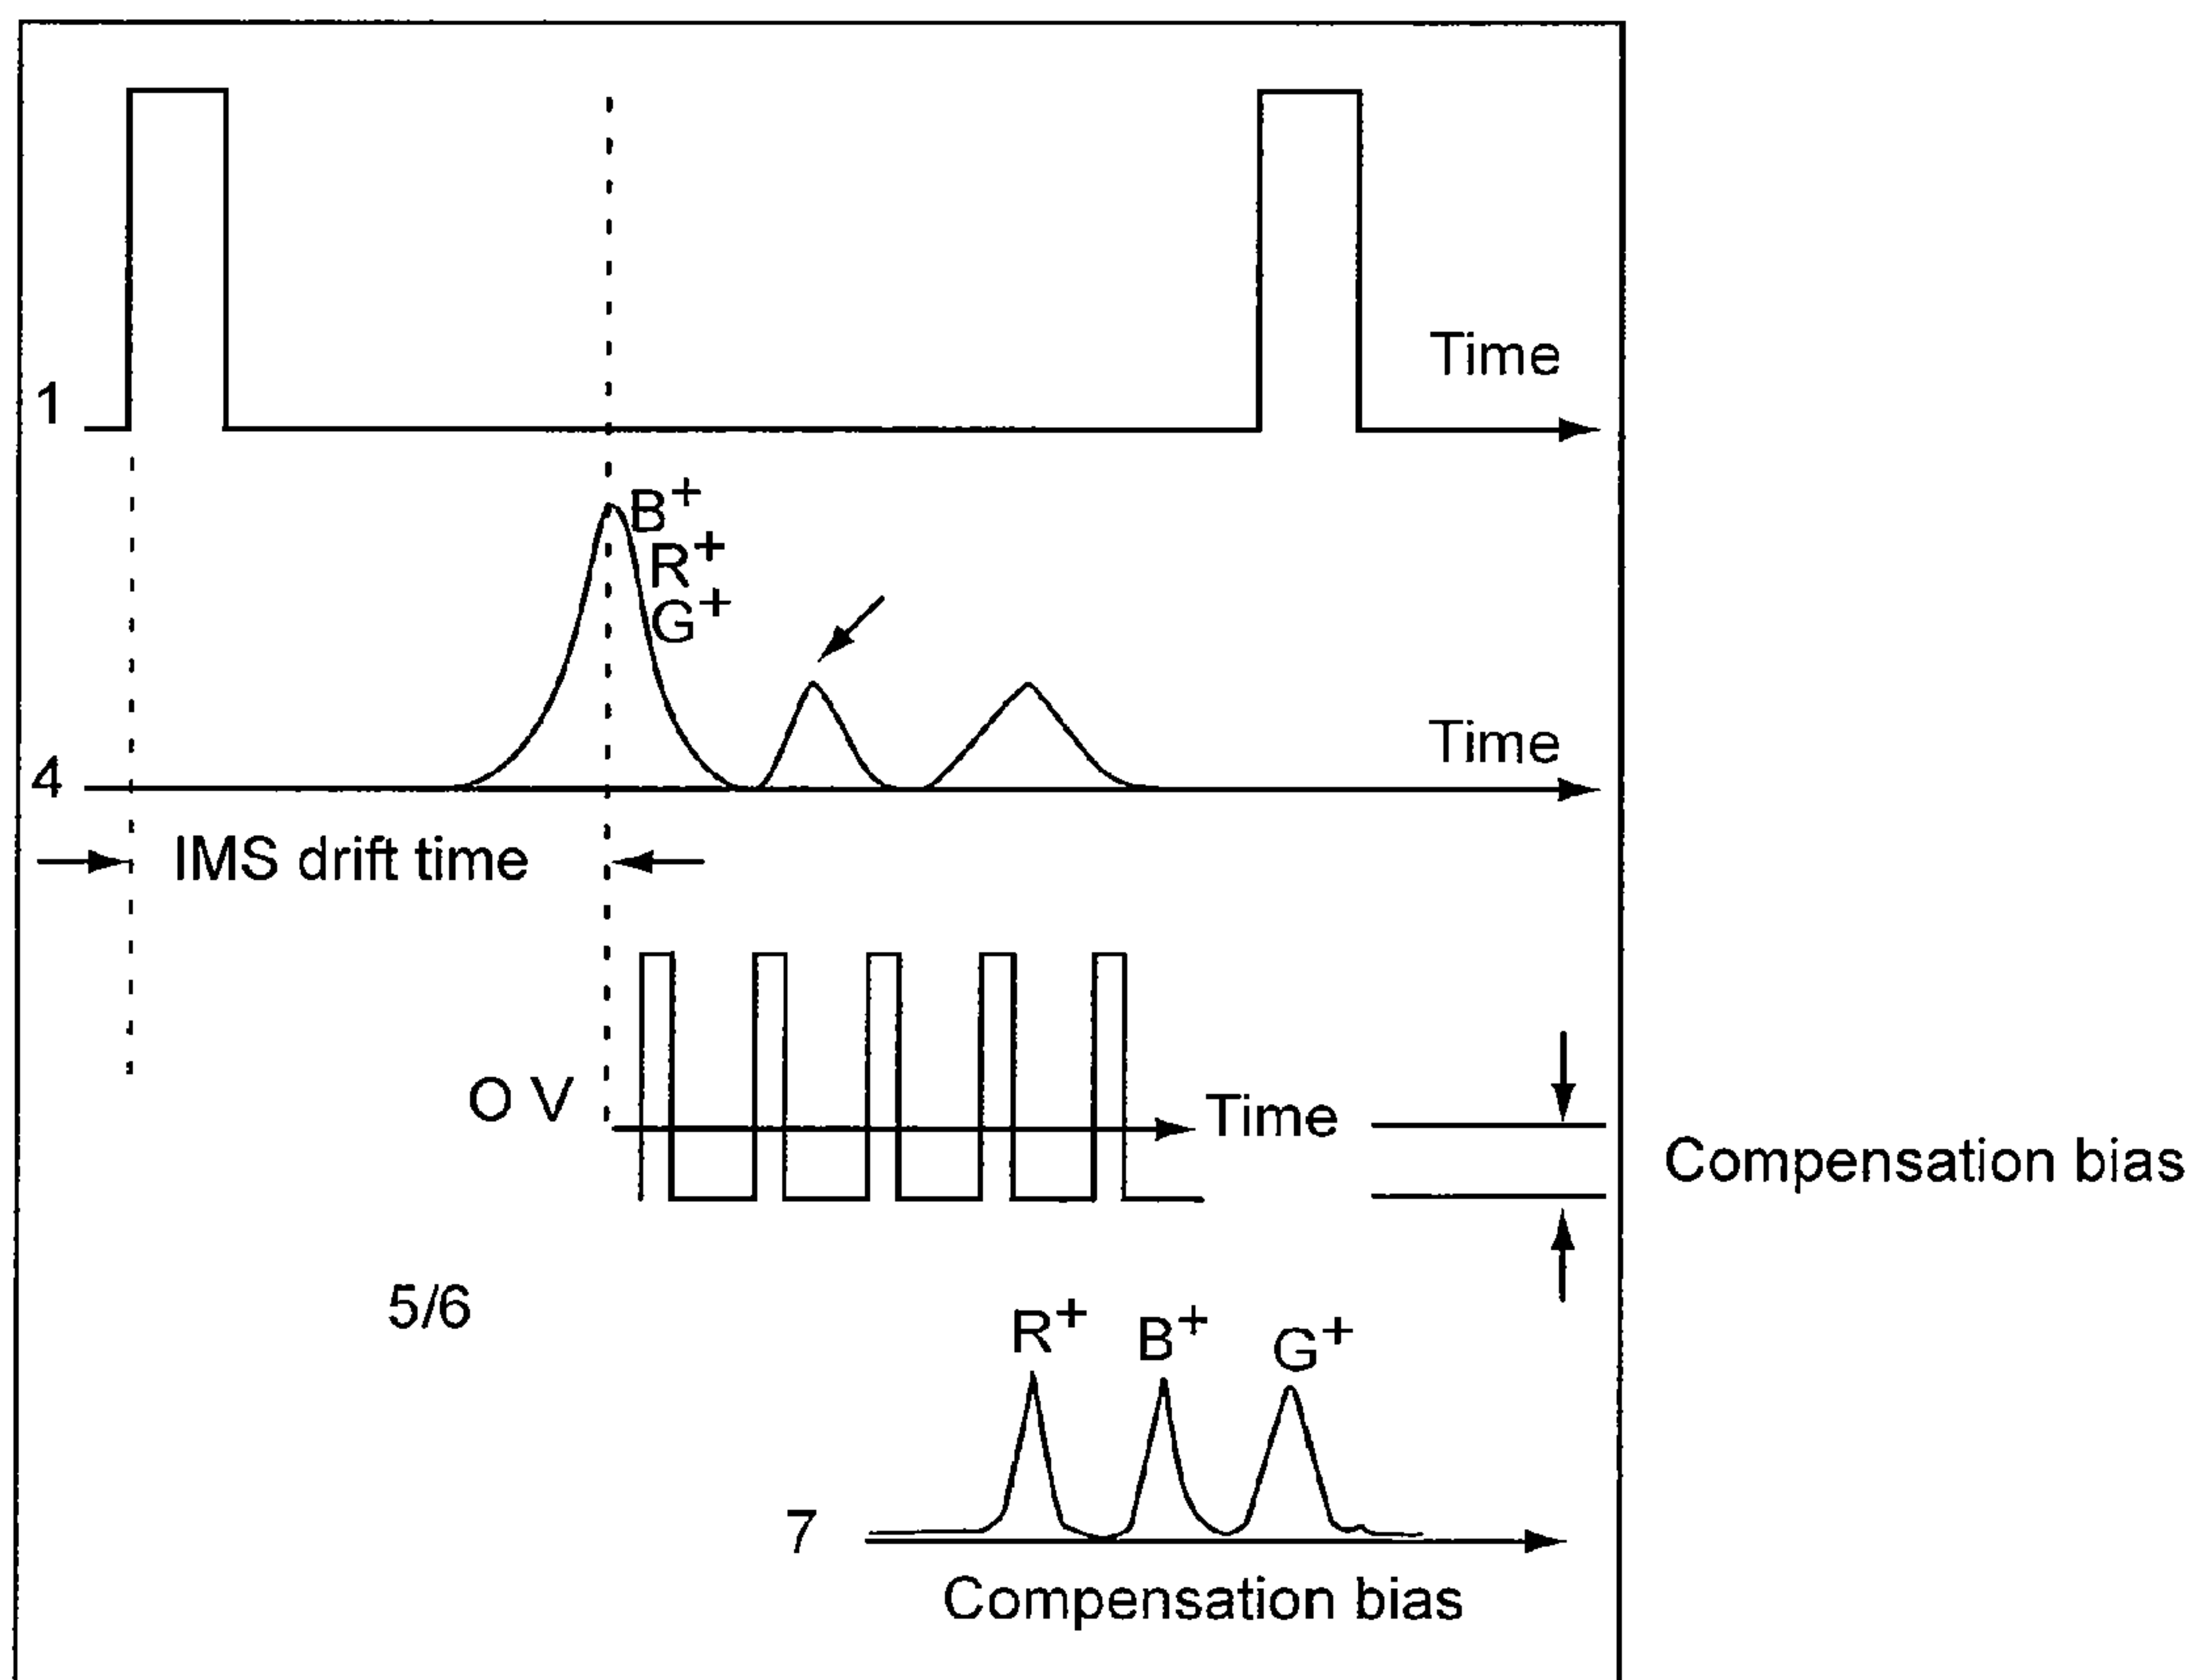 Time
1
B+
R+
G+
Time
4
IMS drift time
O V
Time
Compensation bias
5/6
R+ B+ G+
7
Compensation bias